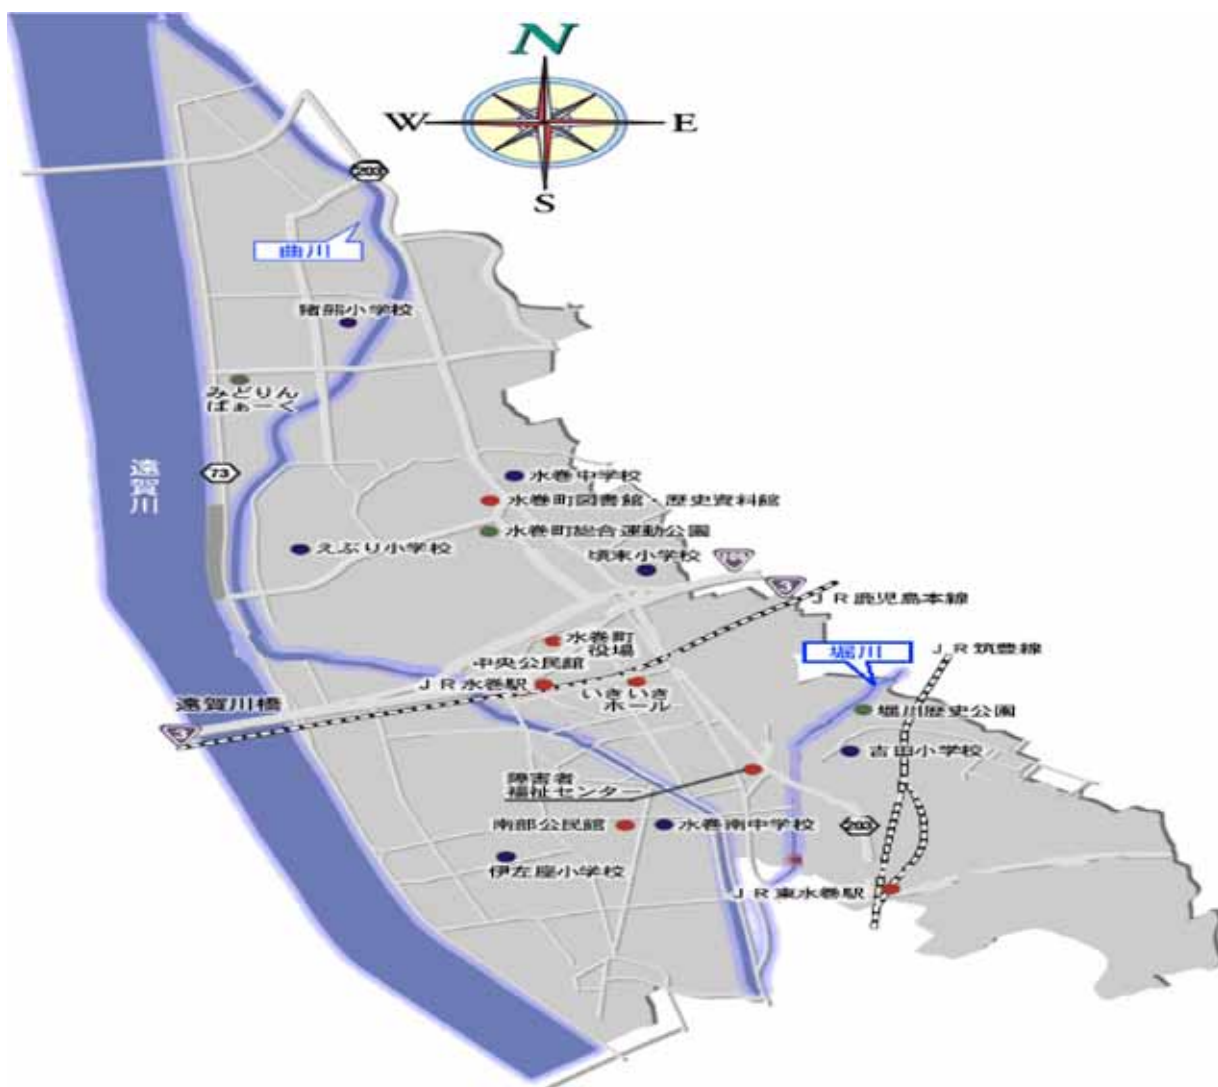 N
W
E
S
203
曲川
猪熊小学校
みどりん
ぱぁーく
遠賀川
73
水巻中学校
水巻町図書館・歴史資料館
水巻町総合運動公園
えぶり小学校
頃末小学校
3
JR鹿児島本線
水巻町
役場
中央公民館
堀川
JR筑豊線
JR水巻駅
いきいき
ホール
遠賀川橋
3
堀川歴史公園
吉田小学校
障害者
福祉センター
南部公民館
水巻南中学校
203
伊左座小学校
JR東水巻駅